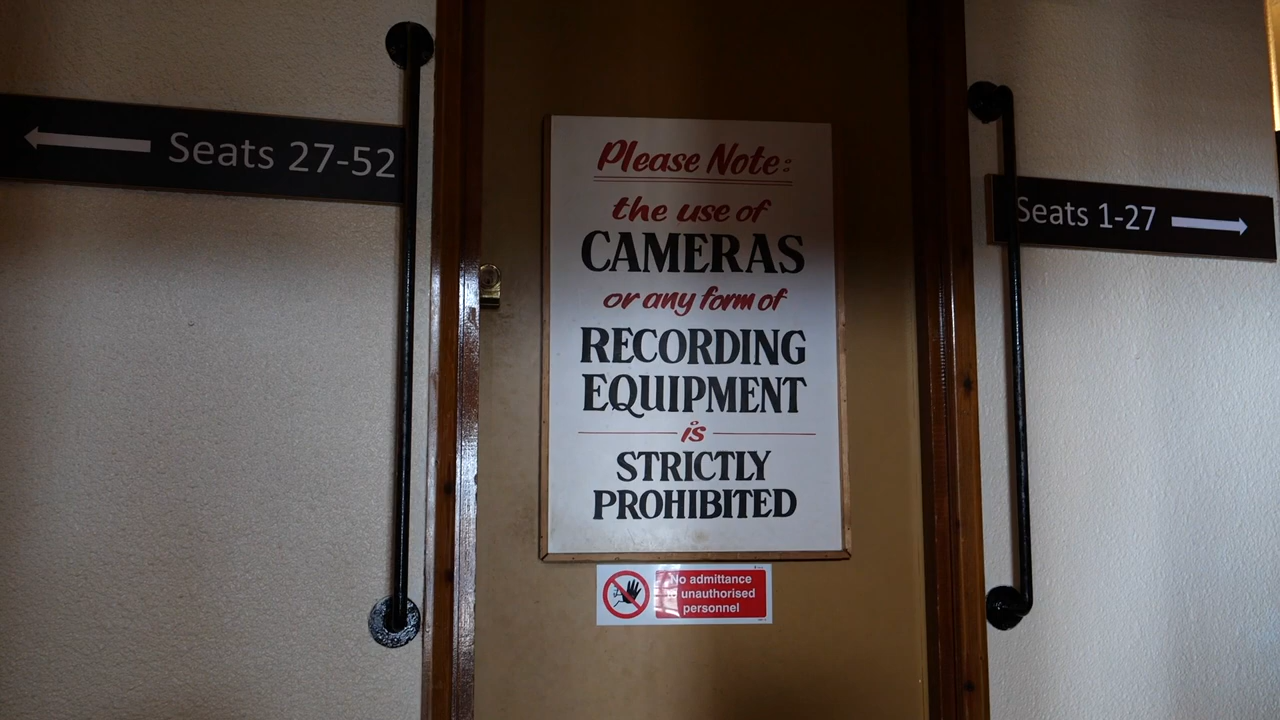 Seats 27-52
Please Note:
the use of
CAMERAS
or any form of
RECORDING
EQUIPMENT
is
STRICTLY
PROHIBITED
No admittance
unauthorised
personnel
Seats 1-27